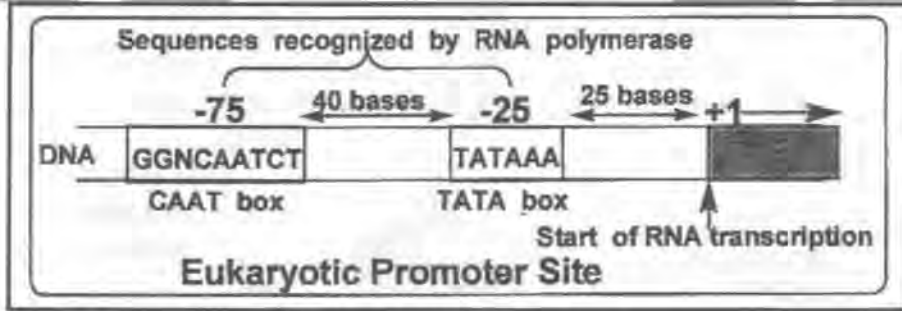 Sequences recognized by RNA polymerase
-75 40 bases -25 25 bases +1
DNA GGNCAATCT TATAAA
CAAT box TATA box
Start of RNA transcription
Eukaryotic Promoter Site